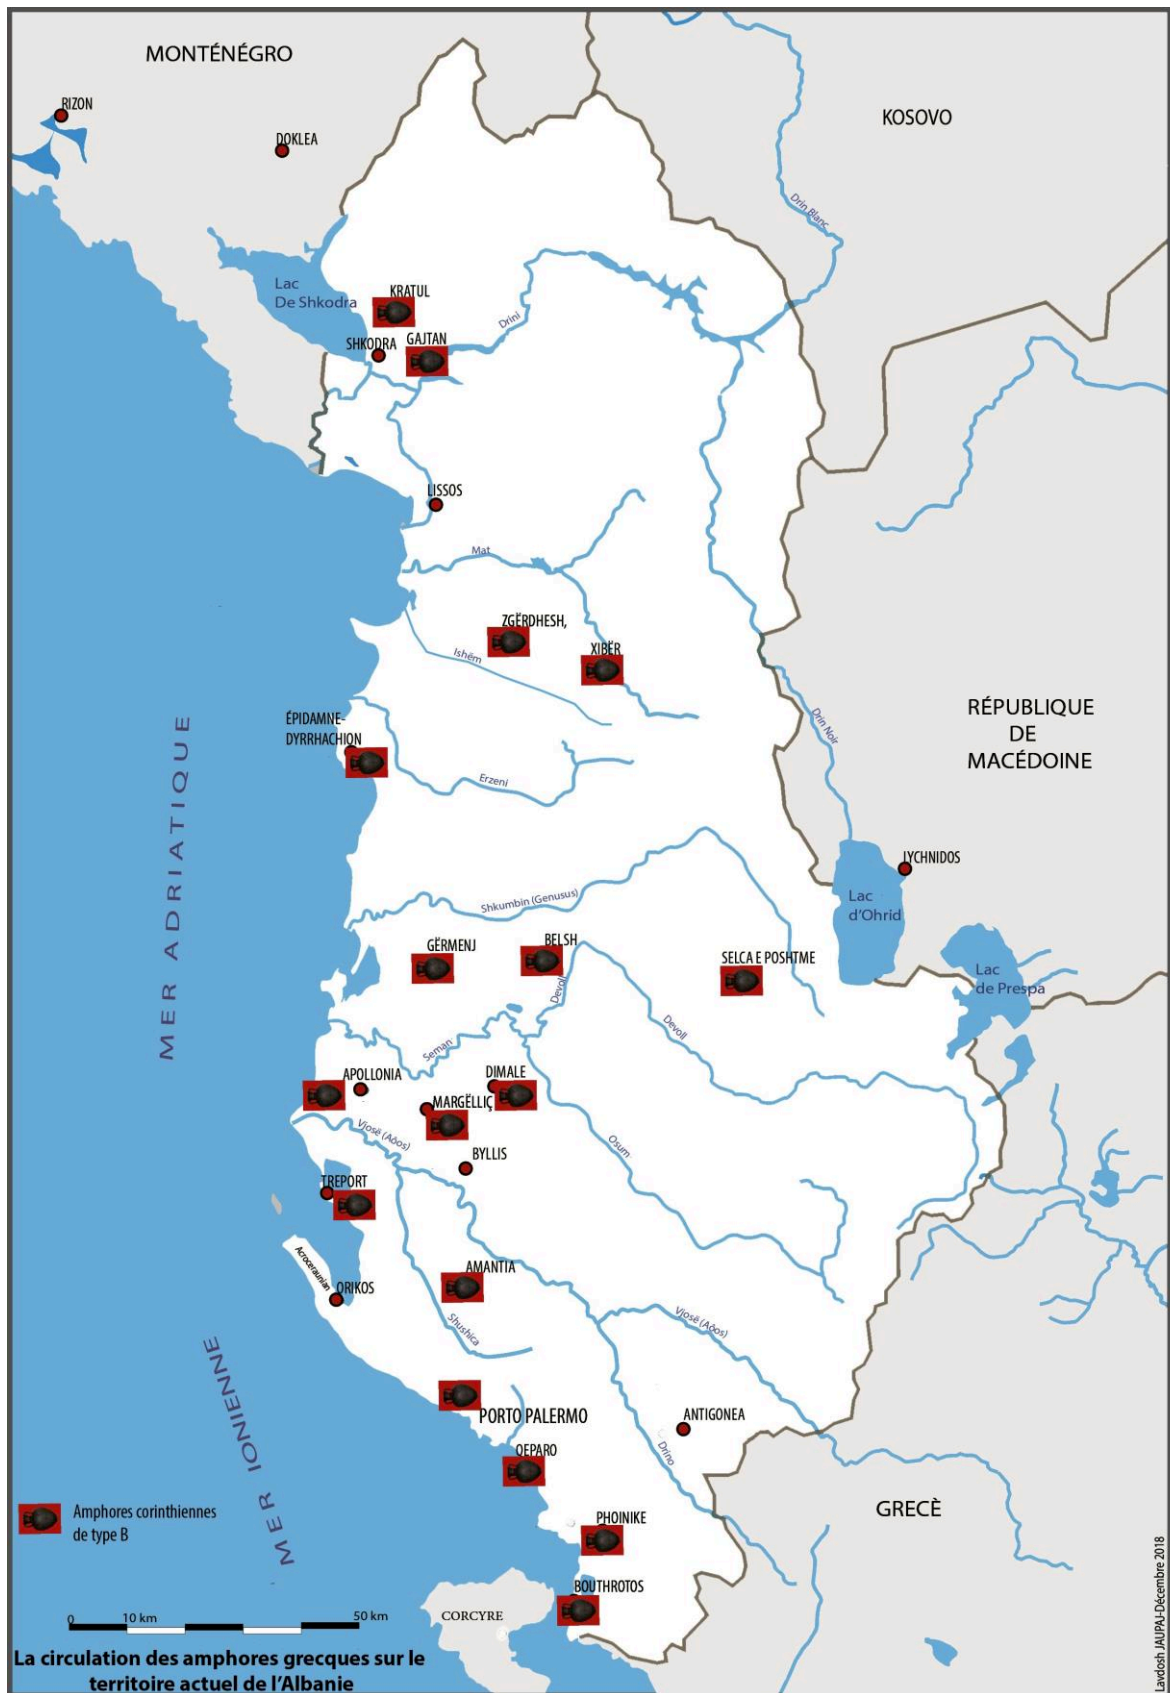 MONTÉNÉGRO
KOSOVO
RIZON
DOKLEA
Drin Blanc
Lac
De Shkodra
KRATUL
Drini
SHKODRA
GAJTAN
LISSOS
Mat
ZGËRDHESH,
XIBËR
Ishëm
ÉPIDAMNE-
DYRRHACHION
Erzeni
Drin Noir
RÉPUBLIQUE
DE
MACÉDOINE
MER ADRIATIQUE
LYCHNIDOS
Lac
d'Ohrid
Shkumbin (Genusus)
GËRMENJ
BELSH
SELCA E POSHTME
Lac
de Prespa
Devoll
Devoll
Seman
APOLLONIA
DIMALE
MARGËLLIÇ
Vjosë (Aôos)
BYLLIS
Osum
TREPORT
Acroceraunian
ORIKOS
AMANTIA
Shushica
Vjosë (Aôos)
MER IONIENNE
PORTO PALERMO
ANTIGONEA
Drino
QEPARO
GRECÈ
PHOINIKE
BOUTHROTOS
CORCYRE
Amphores corinthiennes
de type B
0 10 km 50 km
La circulation des amphores grecques sur le
territoire actuel de l'Albanie
Lavdosh JAUPAJ-Décembre 2018